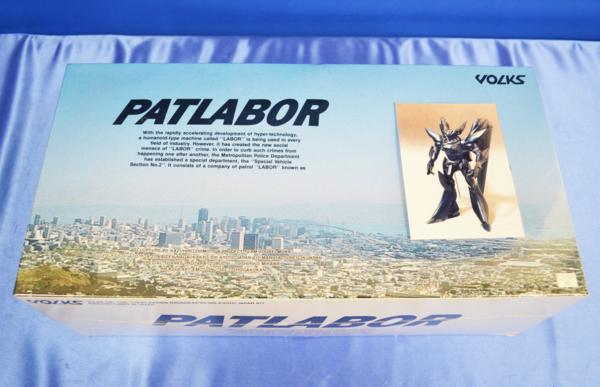 VOLKS
PATLABOR
With the rapidly accelerating development of hyper-technology,
a humanoid-type machine called "LABOR" is being used in every
field of industry. However, it has created the new social
menace of "LABOR" crime. In order to curb such crimes from
happening one after another, the Metropolitan Police Department
has established a special department, the "Special Vehicle
Section No.2". It consists of a company of patrol "LABOR" known as
VOLKS
PATLABOR